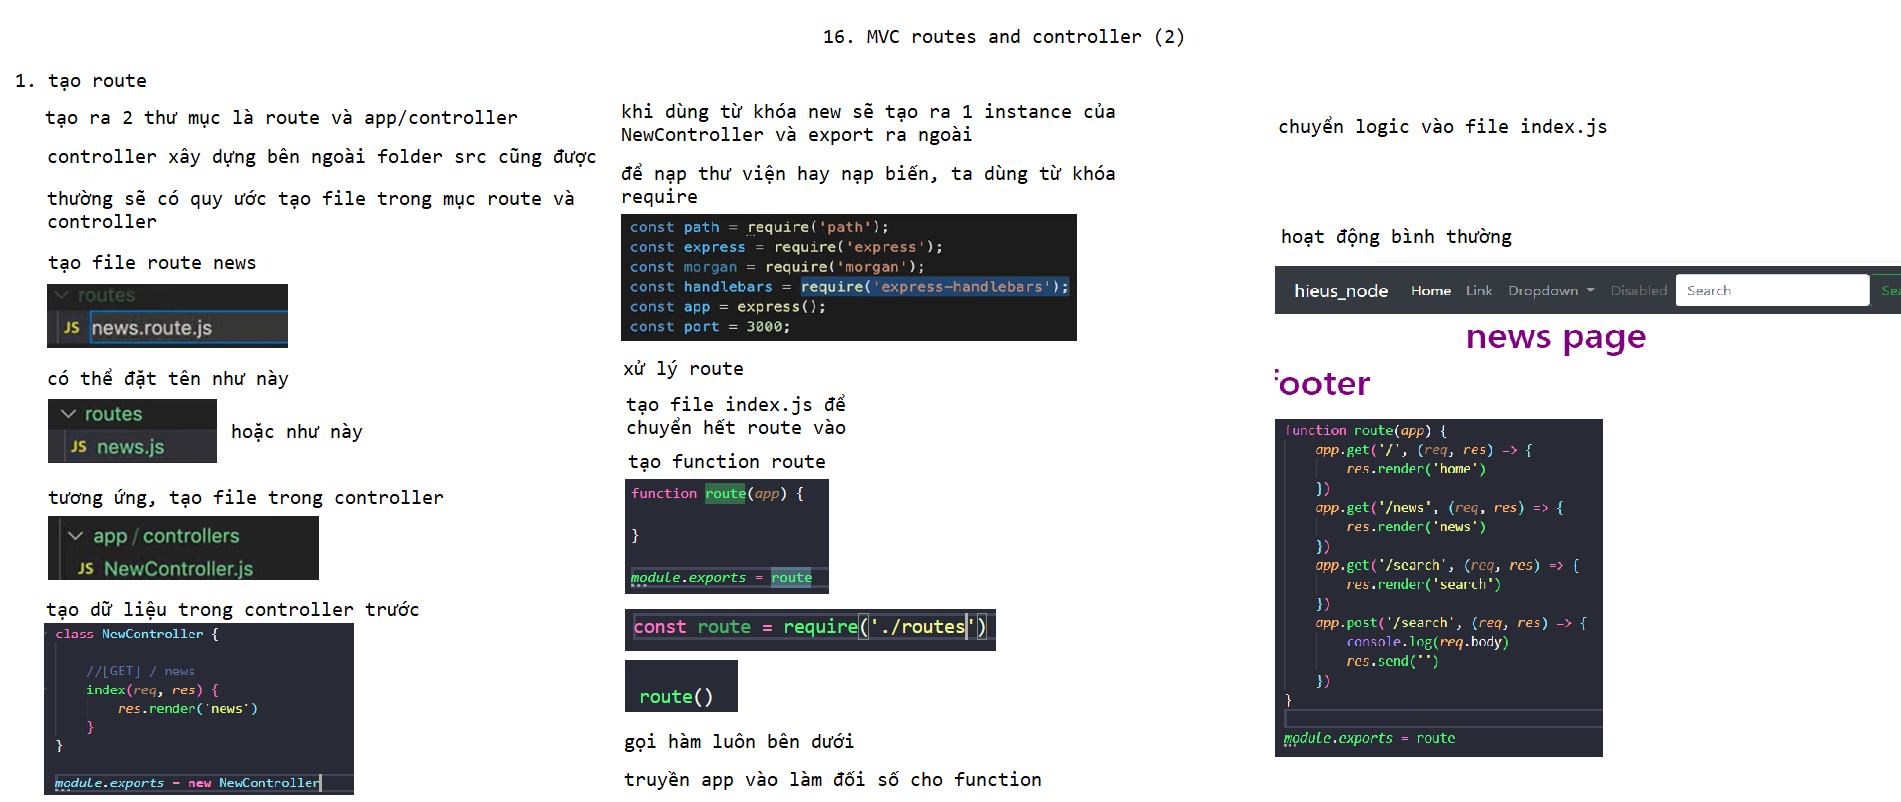 16. MVC routes and controller (2)
1. tạo route
tạo ra 2 thư mục là route và app/controller
controller xây dựng bên ngoài folder src cũng được
thường sẽ có quy ước tạo file trong mục route và
controller
tạo file route news
routes
JS news.route.js
có thể đặt tên như này
routes
JS news.js
hoặc như này
tương ứng, tạo file trong controller
app / controllers
JS NewController.js
tạo dữ liệu trong controller trước
class NewController {
//[GET] / news
index(req, res) {
res.render('news')
}
}
module.exports = new NewController
khi dùng từ khóa new sẽ tạo ra 1 instance của
NewController và export ra ngoài
để nạp thư viện hay nạp biến, ta dùng từ khóa
require
const path = require('path');
const express = require('express');
const morgan = require('morgan');
const handlebars = require('express-handlebars');
const app = express();
const port = 3000;
xử lý route
tạo file index.js để
chuyển hết route vào
tạo function route
function route(app) {
}
module.exports = route
const route = require('./routes')
route()
gọi hàm luôn bên dưới
truyền app vào làm đối số cho function
chuyển logic vào file index.js
hoạt động bình thường
hieus_node Home Link Dropdown Disabled Search Sea
news page
footer
function route(app) {
app.get('/', (req, res) => {
res.render('home')
})
app.get('/news', (req, res) => {
res.render('news')
})
app.get('/search', (req, res) => {
res.render('search')
})
app.post('/search', (req, res) => {
console.log(req.body)
res.send('')
})
}
module.exports = route